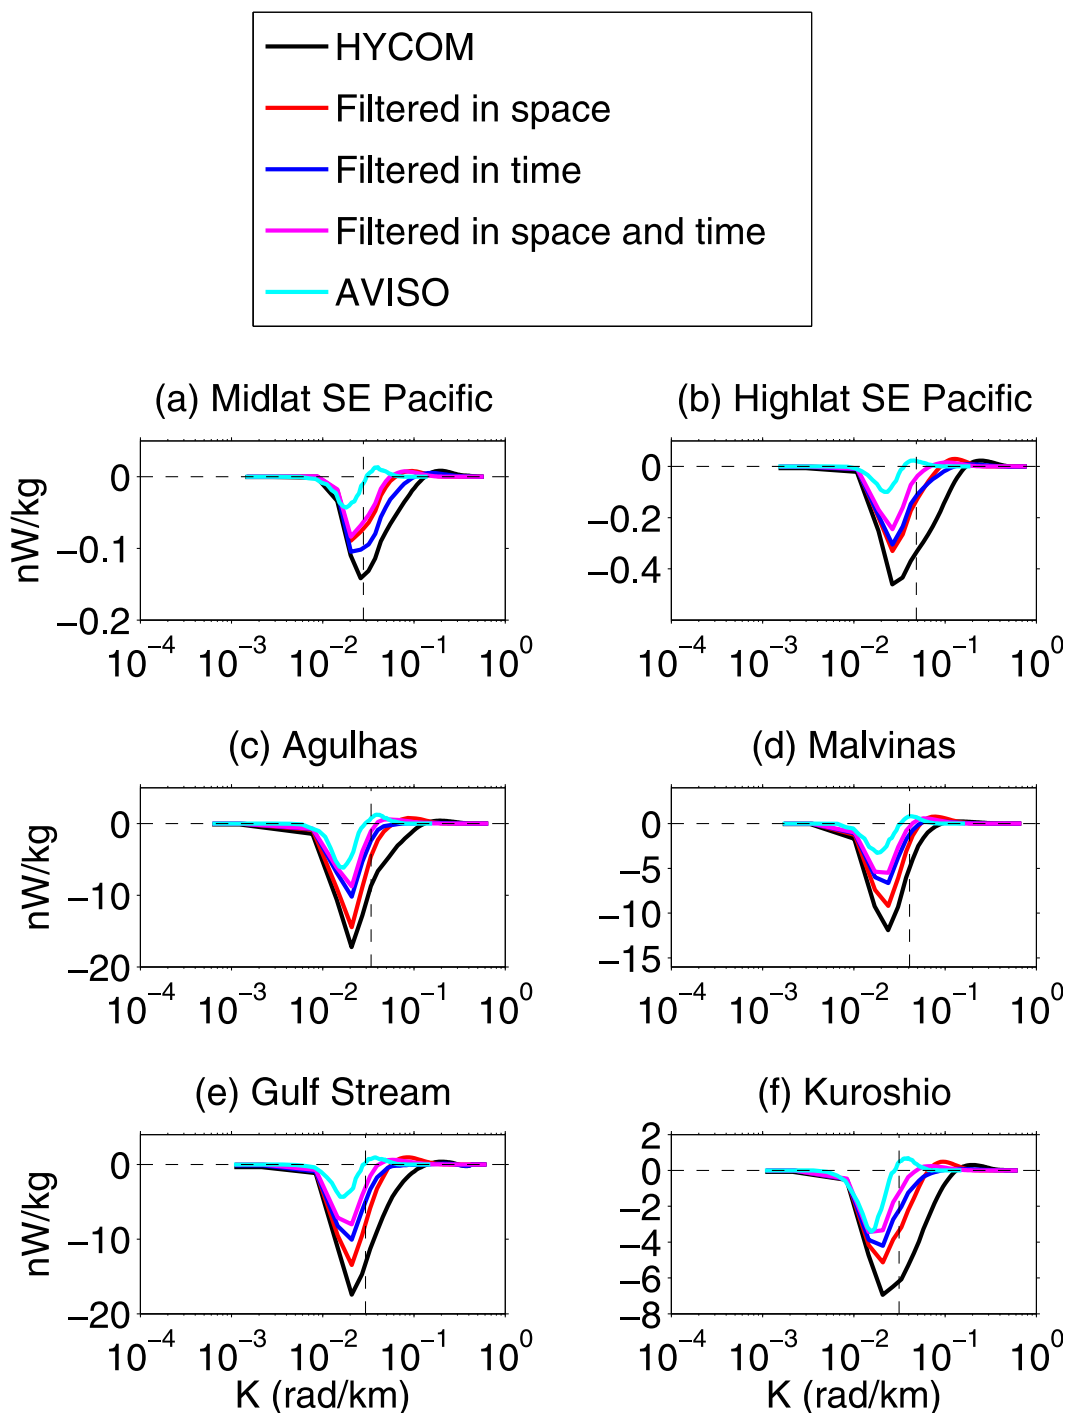 HYCOM
Filtered in space
Filtered in time
Filtered in space and time
AVISO
(a) Midlat SE Pacific
(b) Highlat SE Pacific
nW/kg
0
−0.1
−0.2
0
−0.2
−0.4
10⁻⁴ 10⁻³ 10⁻² 10⁻¹ 10⁰
10⁻⁴ 10⁻³ 10⁻² 10⁻¹ 10⁰
(c) Agulhas
(d) Malvinas
nW/kg
0
−10
−20
0
−5
−10
−15
10⁻⁴ 10⁻³ 10⁻² 10⁻¹ 10⁰
10⁻⁴ 10⁻³ 10⁻² 10⁻¹ 10⁰
(e) Gulf Stream
(f) Kuroshio
nW/kg
0
−10
−20
2
0
−2
−4
−6
−8
10⁻⁴ 10⁻³ 10⁻² 10⁻¹ 10⁰
10⁻⁴ 10⁻³ 10⁻² 10⁻¹ 10⁰
K (rad/km)
K (rad/km)